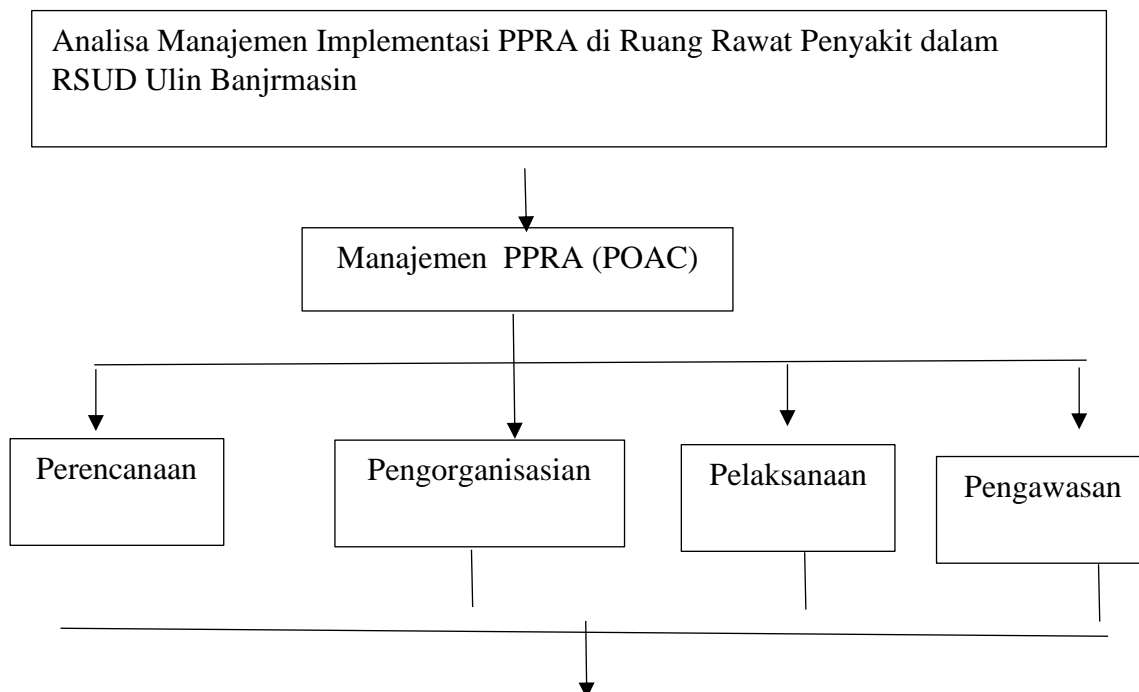 Analisa Manajemen Implementasi PPRA di Ruang Rawat Penyakit dalam
RSUD Ulin Banjrmasin
Manajemen PPRA (POAC)
Perencanaan
Pengorganisasian
Pelaksanaan
Pengawasan